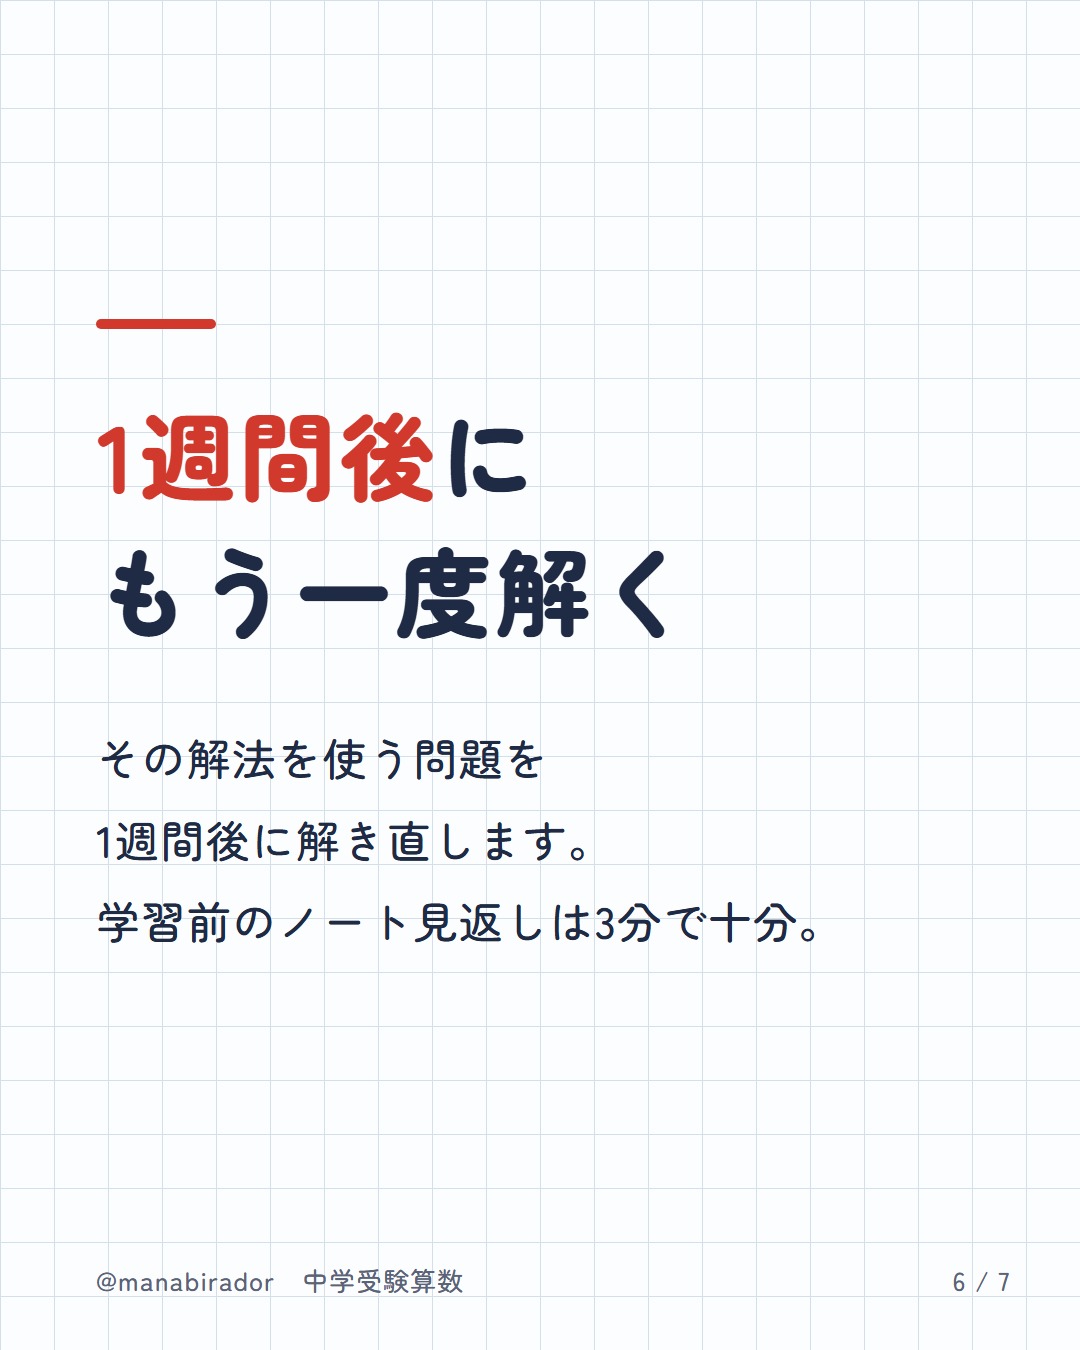 1週間後に
もう一度解く
その解法を使う問題を
1週間後に解き直します。
学習前のノート見返しは3分で十分。
@manabirador　中学受験算数
6 / 7